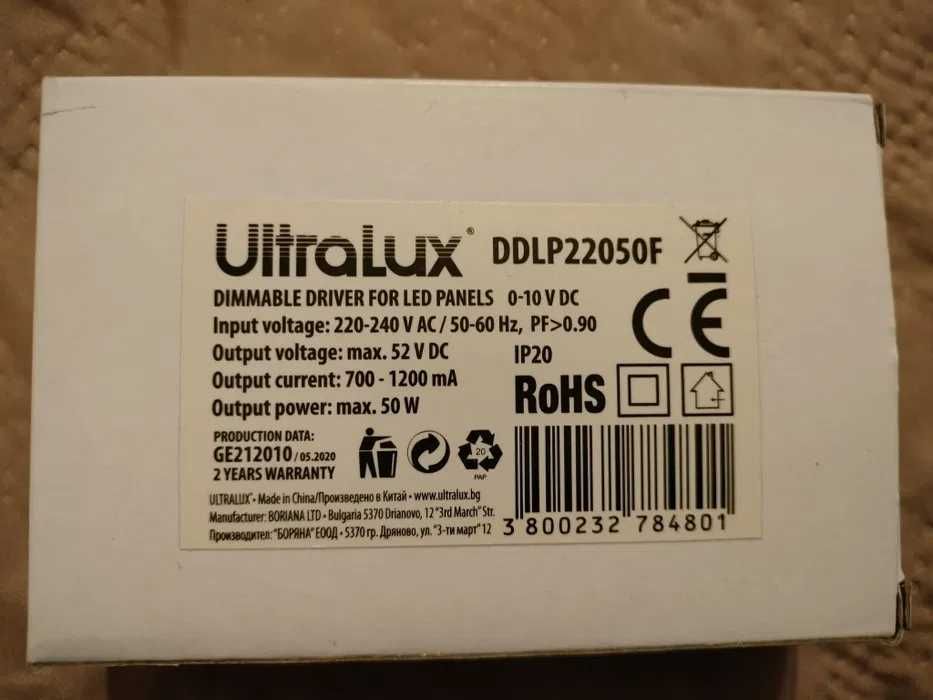 UltraLux® DDLP22050F
DIMMABLE DRIVER FOR LED PANELS 0-10 V DC
Input voltage: 220-240 V AC / 50-60 Hz, PF>0.90
Output voltage: max. 52 V DC IP20
Output current: 700 - 1200 mA
Output power: max. 50 W
CE
RoHS
PRODUCTION DATA:
GE212010 / 05.2020
2 YEARS WARRANTY
20
PAP
ULTRALUX® • Made in China/Произведено в Китай • www.ultralux.bg
Manufacturer: BORIANA LTD • Bulgaria 5370 Drianovo, 12 "3rd March" Str.
Производител: "БОРЯНА" ЕООД • 5370 гр. Дряново, ул. "3-ти март" 12
3 800232 784801